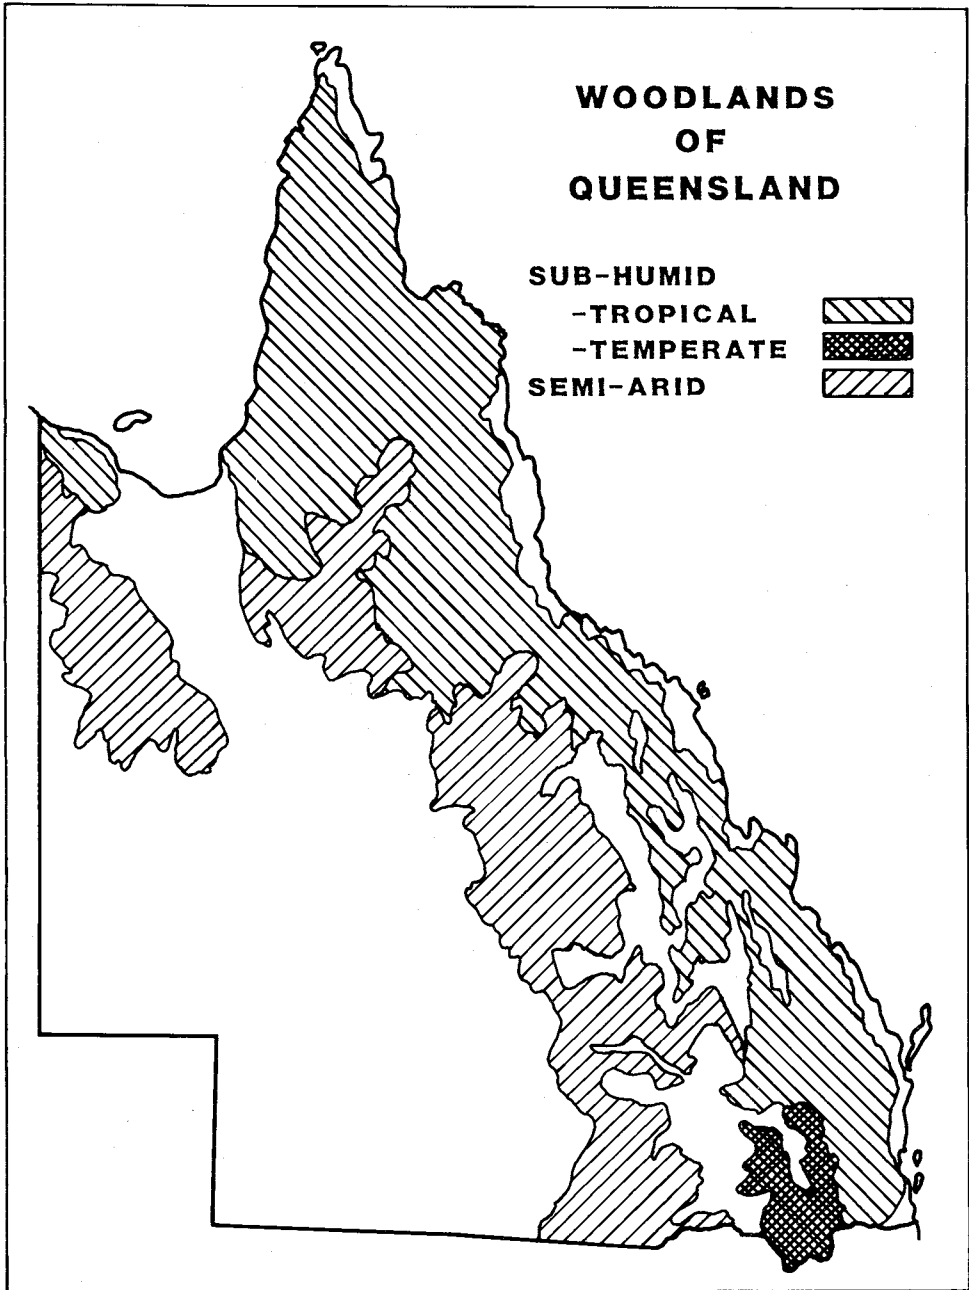 WOODLANDS
OF
QUEENSLAND
SUB-HUMID
-TROPICAL
-TEMPERATE
SEMI-ARID